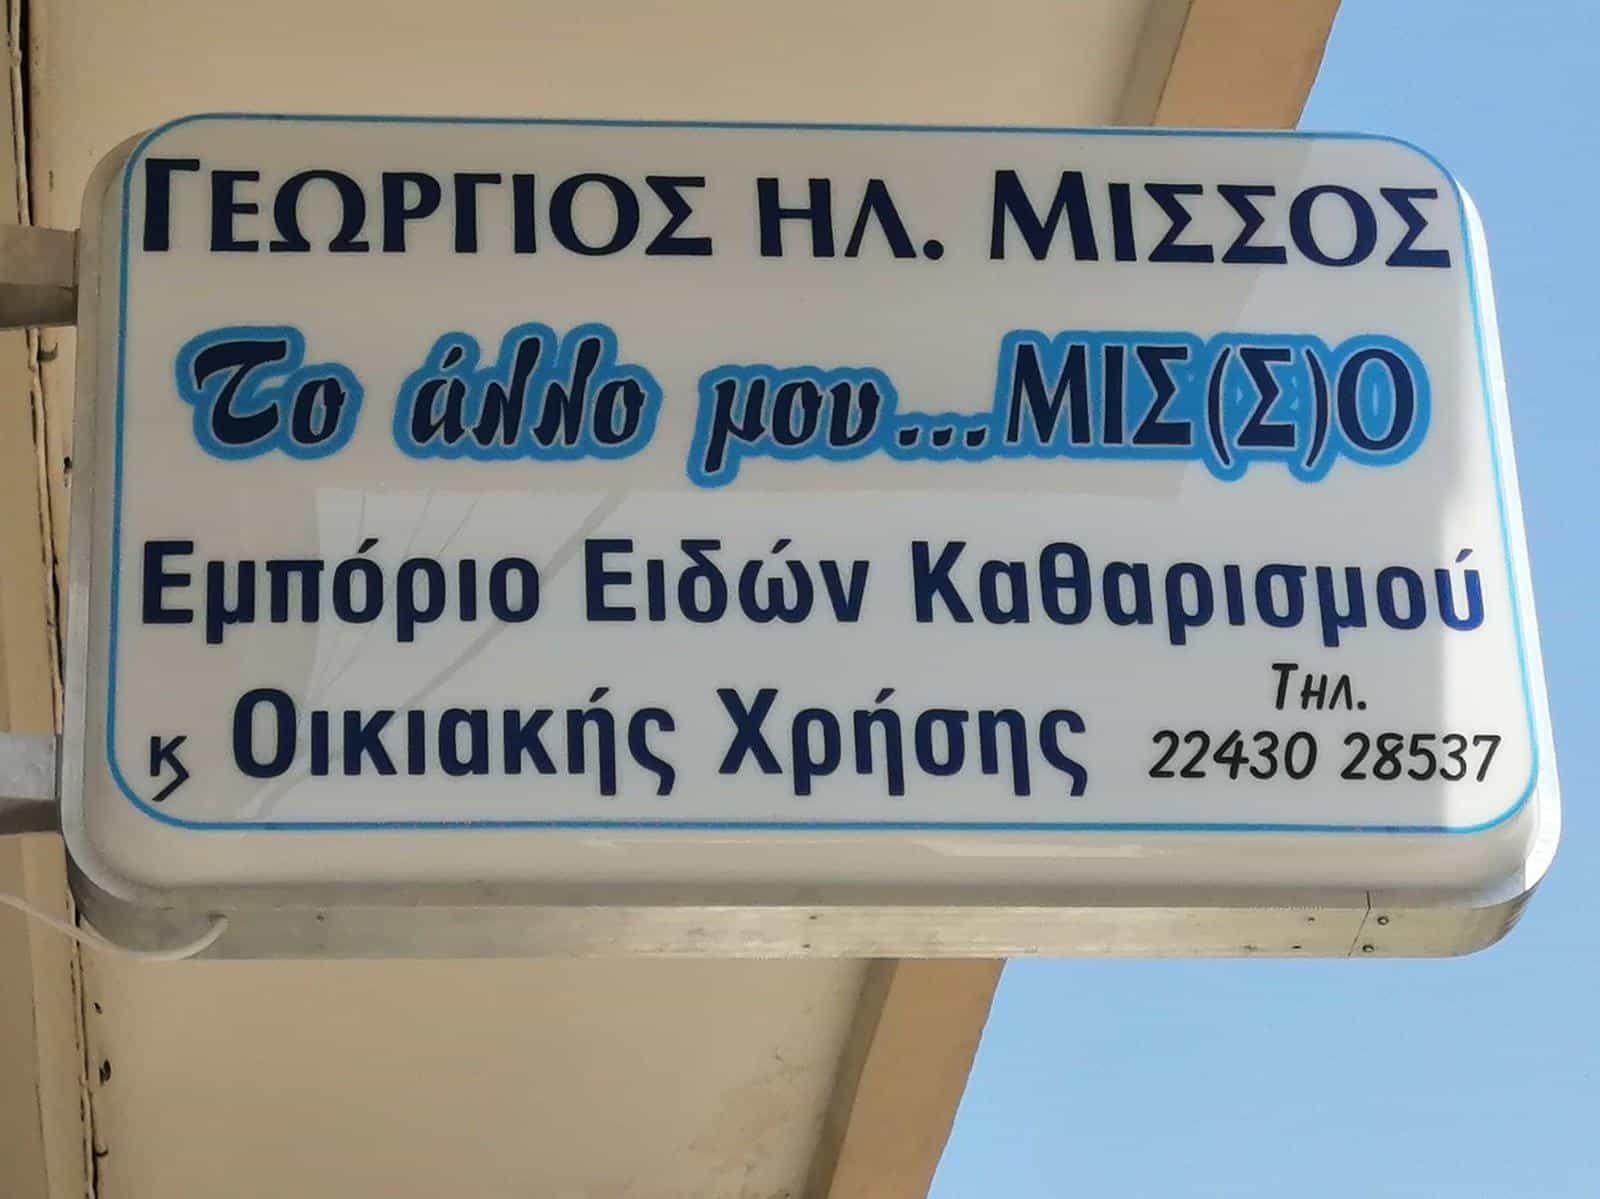 ΓΕΩΡΓΙΟΣ ΗΛ. ΜΙΣΣΟΣ
Το άλλο μου...ΜΙΣ(Σ)Ο
Εμπόριο Ειδών Καθαρισμού
ϗ Οικιακής Χρήσης
ΤΗΛ.
22430 28537